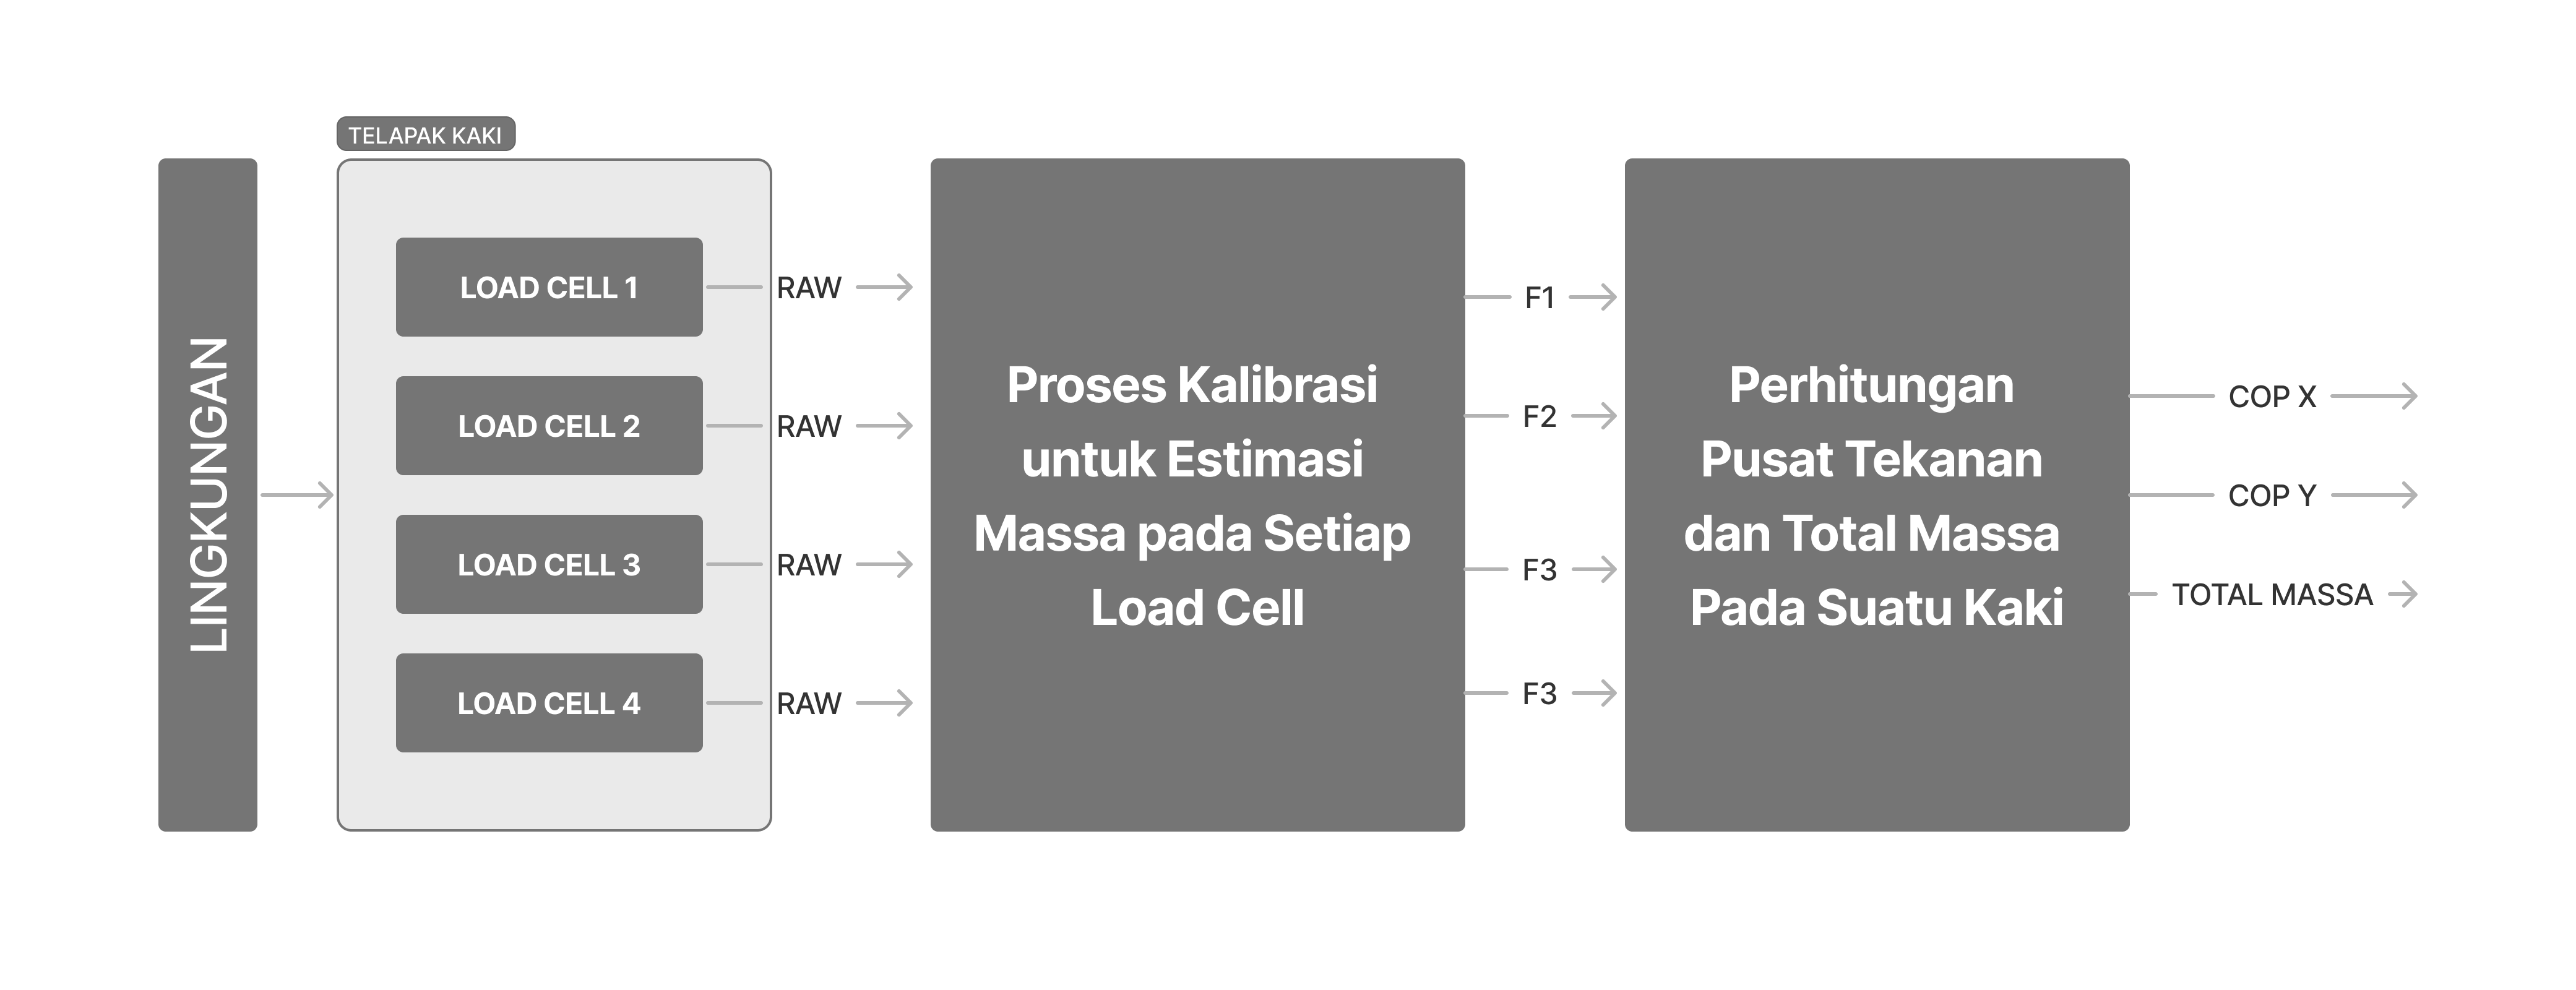 TELAPAK KAKI
LINGKUNGAN
LOAD CELL 1
RAW
LOAD CELL 2
RAW
LOAD CELL 3
RAW
LOAD CELL 4
RAW
Proses Kalibrasi
untuk Estimasi
Massa pada Setiap
Load Cell
F1
F2
F3
F3
Perhitungan
Pusat Tekanan
dan Total Massa
Pada Suatu Kaki
COP X
COP Y
TOTAL MASSA